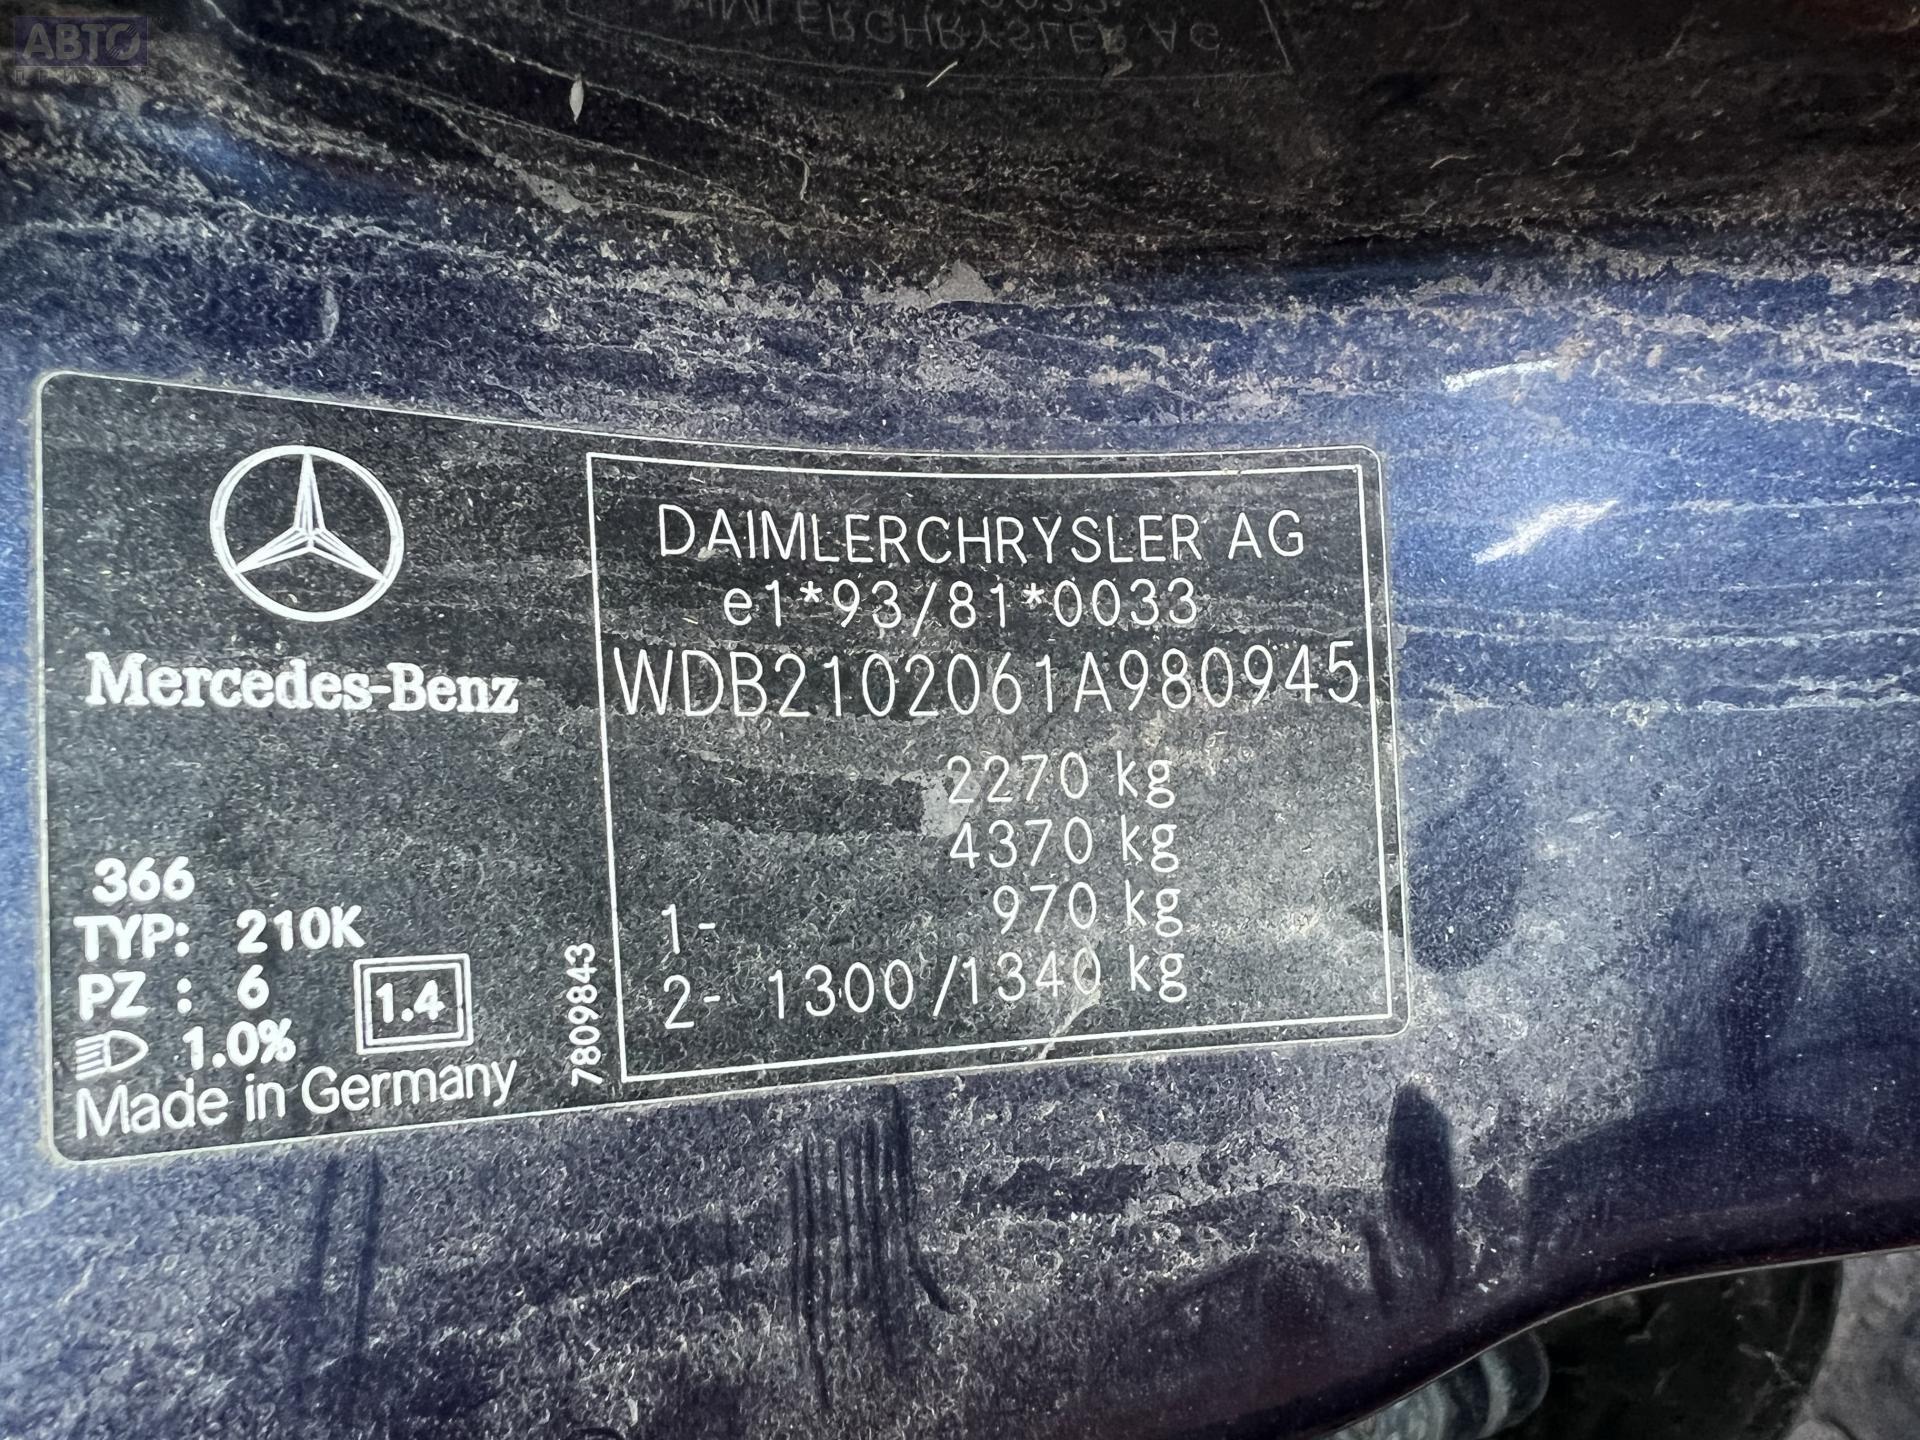 АВТО
DAIMLERCHRYSLER AG
e1*93/81*0033
WDB2102061A980945
Mercedes-Benz
2270 kg
4370 kg
1- 970 kg
2- 1300/1340 kg
366
TYP: 210K
PZ : 6
1.0%
1.4
Made in Germany
7809843